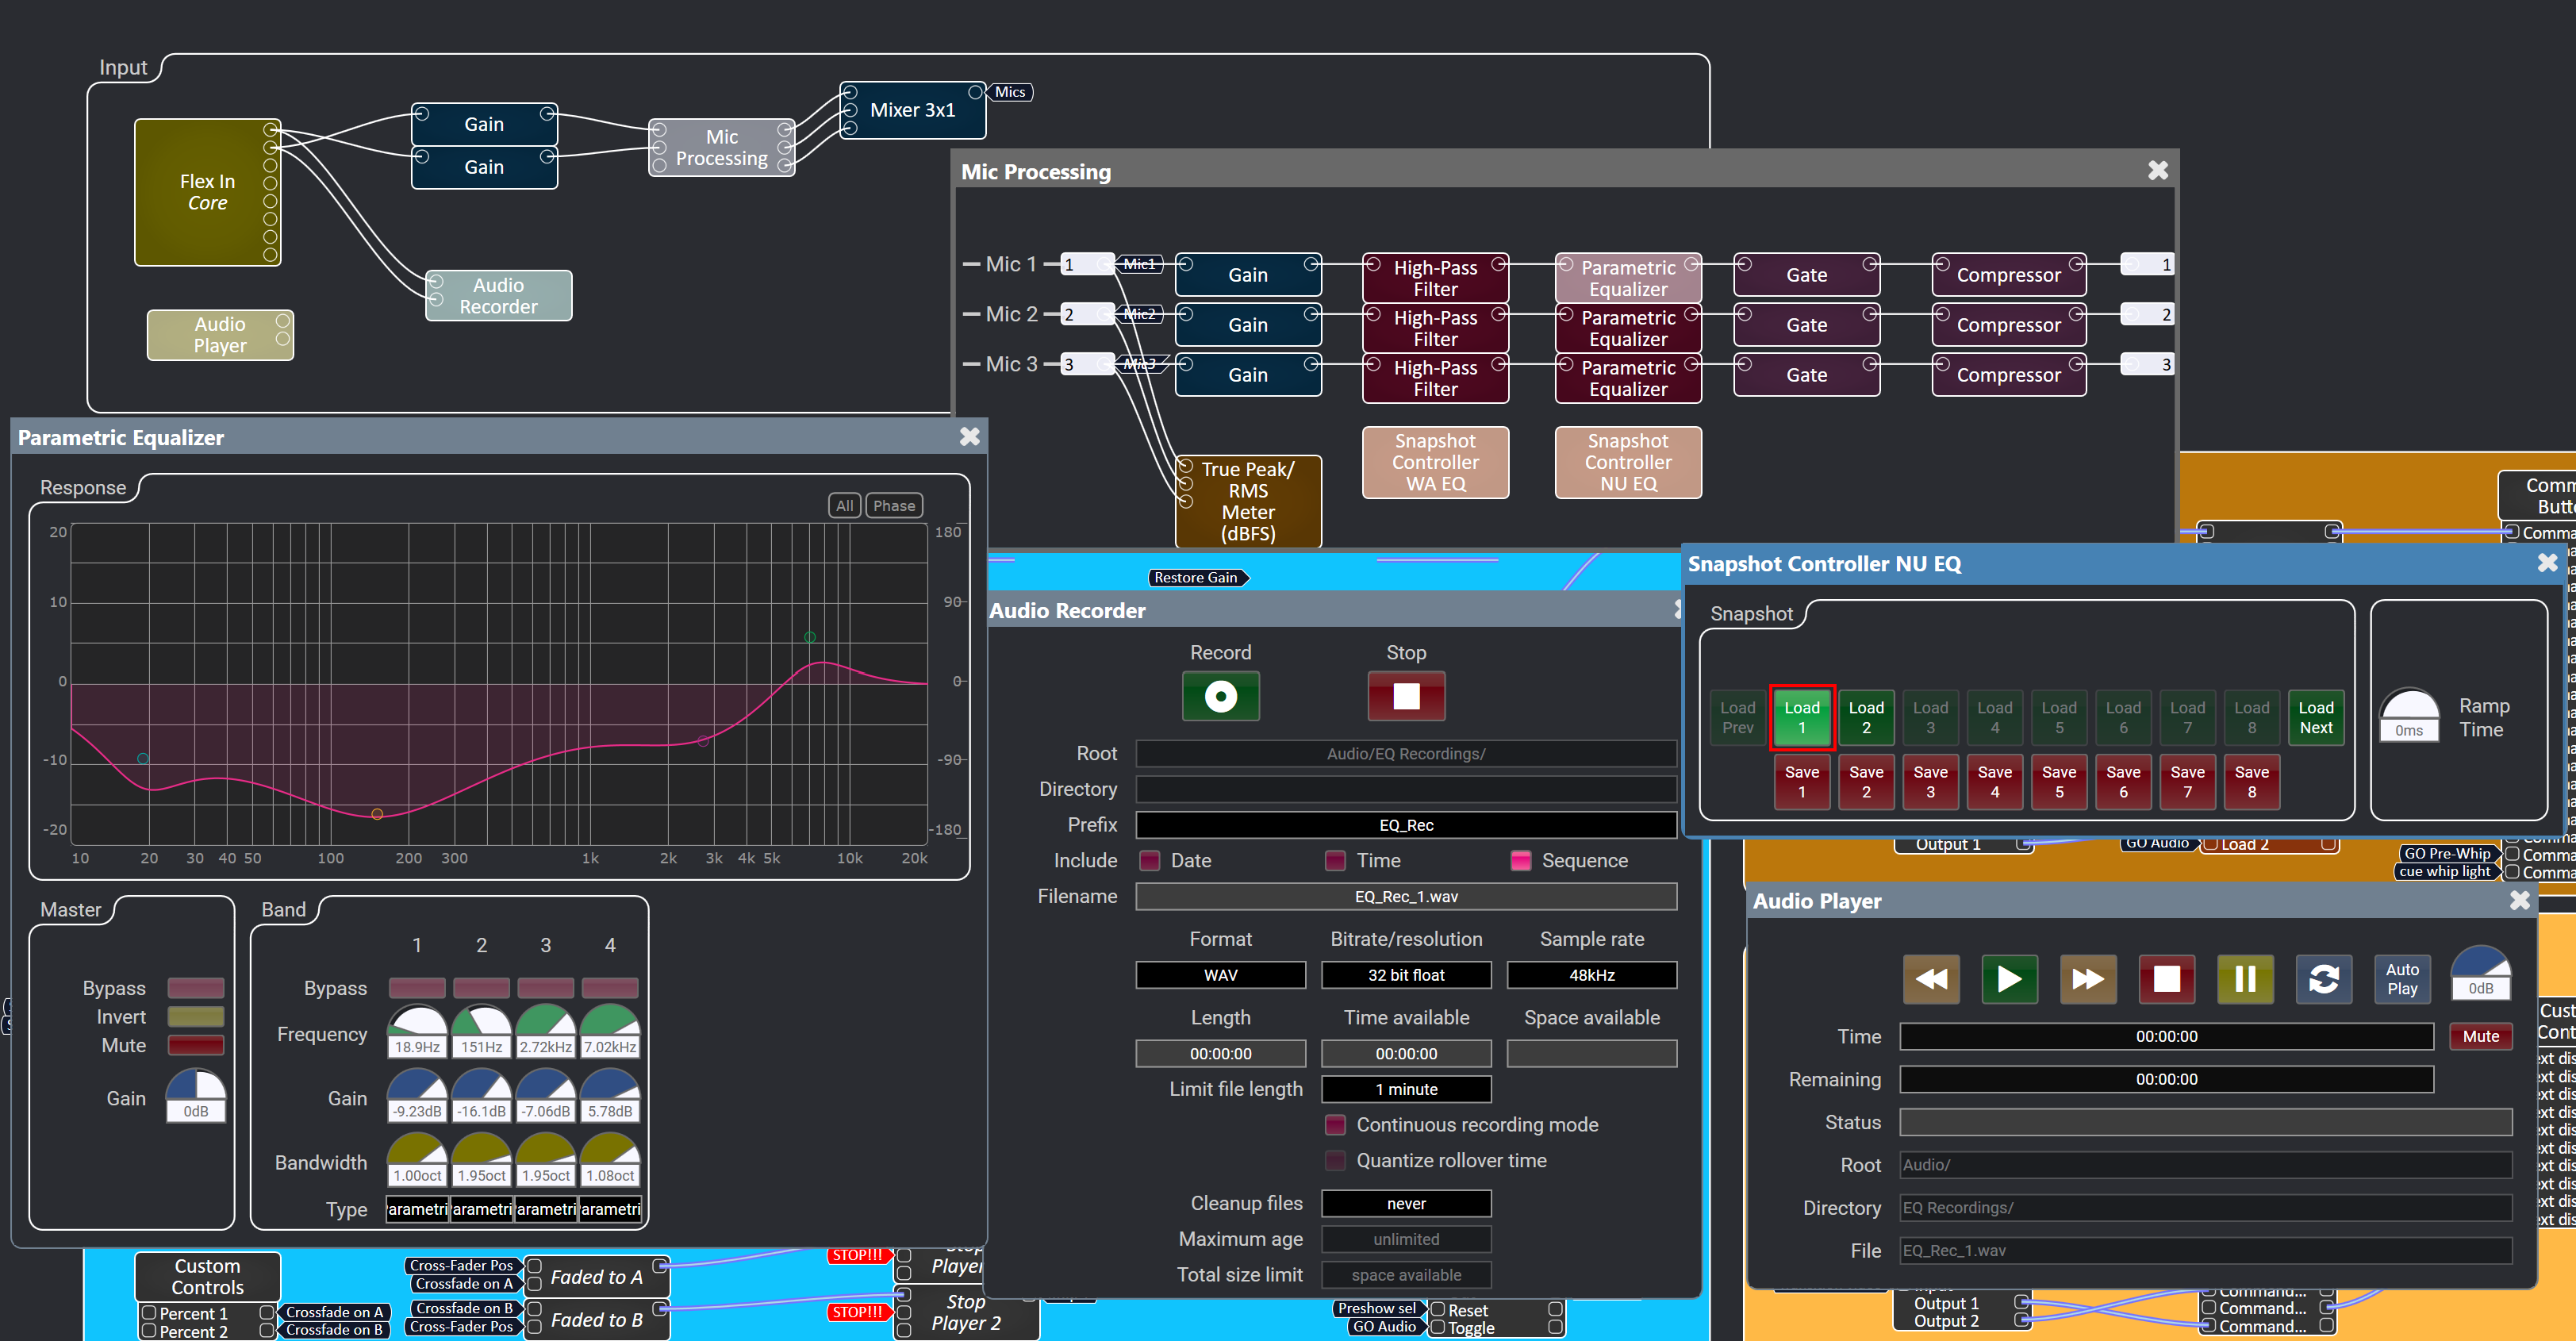 Input
Flex In
Core
Gain
Gain
Mic
Processing
Mixer 3x1
Mics
Audio
Recorder
Audio
Player
Mic Processing
Mic 1
1
Mic1
Gain
High-Pass
Filter
Parametric
Equalizer
Gate
Compressor
1
Mic 2
2
Mic2
Gain
High-Pass
Filter
Parametric
Equalizer
Gate
Compressor
2
Mic 3
3
Mic3
Gain
High-Pass
Filter
Parametric
Equalizer
Gate
Compressor
3
True Peak/
RMS
Meter
(dBFS)
Snapshot
Controller
WA EQ
Snapshot
Controller
NU EQ
Parametric Equalizer
Response
All Phase
20 180
10 90
0 0
-10 -90
-20 -180
10 20 30 40 50 100 200 300 1k 2k 3k 4k 5k 10k 20k
Master
Bypass
Invert
Mute
Gain
0dB
Band
1 2 3 4
Bypass
Frequency
18.9Hz 151Hz 2.72kHz 7.02kHz
Gain
-9.23dB -16.1dB -7.06dB 5.78dB
Bandwidth
1.00oct 1.95oct 1.95oct 1.08oct
Type arametri arametri arametri arametri
Restore Gain
Audio Recorder
Record Stop
Root Audio/EQ Recordings/
Directory
Prefix EQ_Rec
Include Date Time Sequence
Filename EQ_Rec_1.wav
Format Bitrate/resolution Sample rate
WAV 32 bit float 48kHz
Length Time available Space available
00:00:00 00:00:00
Limit file length 1 minute
Continuous recording mode
Quantize rollover time
Cleanup files never
Maximum age unlimited
Total size limit space available
Snapshot Controller NU EQ
Snapshot
Load
Prev
Load
1
Load
2
Load
3
Load
4
Load
5
Load
6
Load
7
Load
8
Load
Next
Save
1
Save
2
Save
3
Save
4
Save
5
Save
6
Save
7
Save
8
0ms
Ramp
Time
Output 1
GO Audio
Load 2
GO Pre-Whip
cue whip light
Audio Player
Auto
Play
0dB
Time 00:00:00 Mute
Remaining 00:00:00
Status
Root Audio/
Directory EQ Recordings/
File EQ_Rec_1.wav
Custom
Controls
Percent 1
Percent 2
Crossfade on A
Crossfade on B
Cross-Fader Pos
Crossfade on A
Faded to A
Crossfade on B
Cross-Fader Pos
Faded to B
STOP!!!
Player
STOP!!!
Stop
Player 2
Preshow sel
GO Audio
Reset
Toggle
Output 1
Output 2
Command...
Command...
Command...